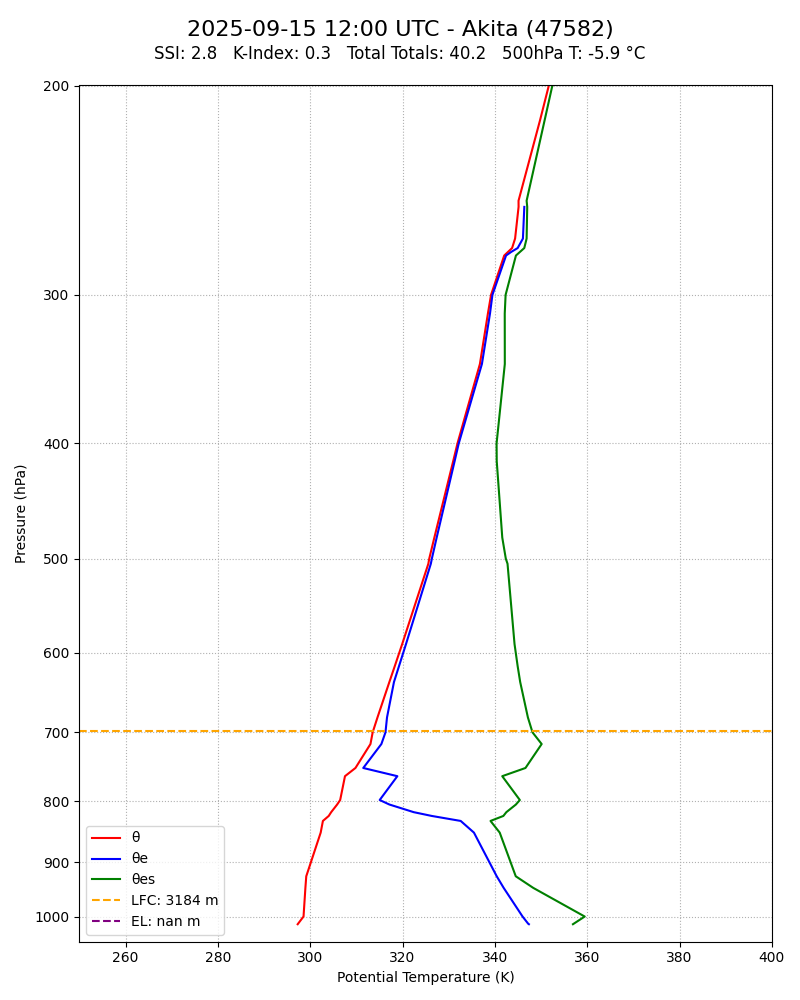 2025-09-15 12:00 UTC - Akita (47582)
SSI: 2.8   K-Index: 0.3   Total Totals: 40.2   500hPa T: -5.9 °C
200
300
400
500
600
700
800
900
1000
Pressure (hPa)
θ
θe
θes
LFC: 3184 m
EL: nan m
260
280
300
320
340
360
380
400
Potential Temperature (K)